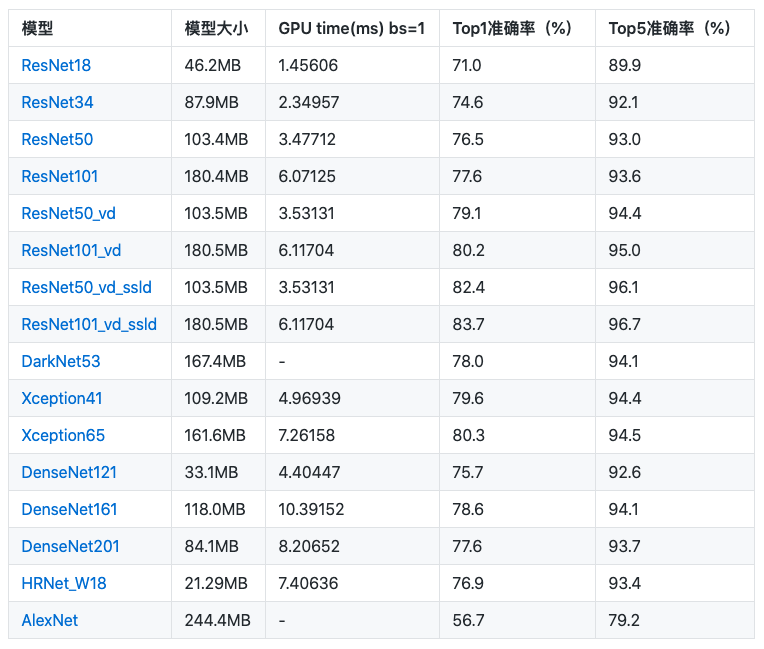 模型 模型大小 GPU time(ms) bs=1 Top1准确率（%） Top5准确率（%）
ResNet18 46.2MB 1.45606 71.0 89.9
ResNet34 87.9MB 2.34957 74.6 92.1
ResNet50 103.4MB 3.47712 76.5 93.0
ResNet101 180.4MB 6.07125 77.6 93.6
ResNet50_vd 103.5MB 3.53131 79.1 94.4
ResNet101_vd 180.5MB 6.11704 80.2 95.0
ResNet50_vd_ssld 103.5MB 3.53131 82.4 96.1
ResNet101_vd_ssld 180.5MB 6.11704 83.7 96.7
DarkNet53 167.4MB - 78.0 94.1
Xception41 109.2MB 4.96939 79.6 94.4
Xception65 161.6MB 7.26158 80.3 94.5
DenseNet121 33.1MB 4.40447 75.7 92.6
DenseNet161 118.0MB 10.39152 78.6 94.1
DenseNet201 84.1MB 8.20652 77.6 93.7
HRNet_W18 21.29MB 7.40636 76.9 93.4
AlexNet 244.4MB - 56.7 79.2